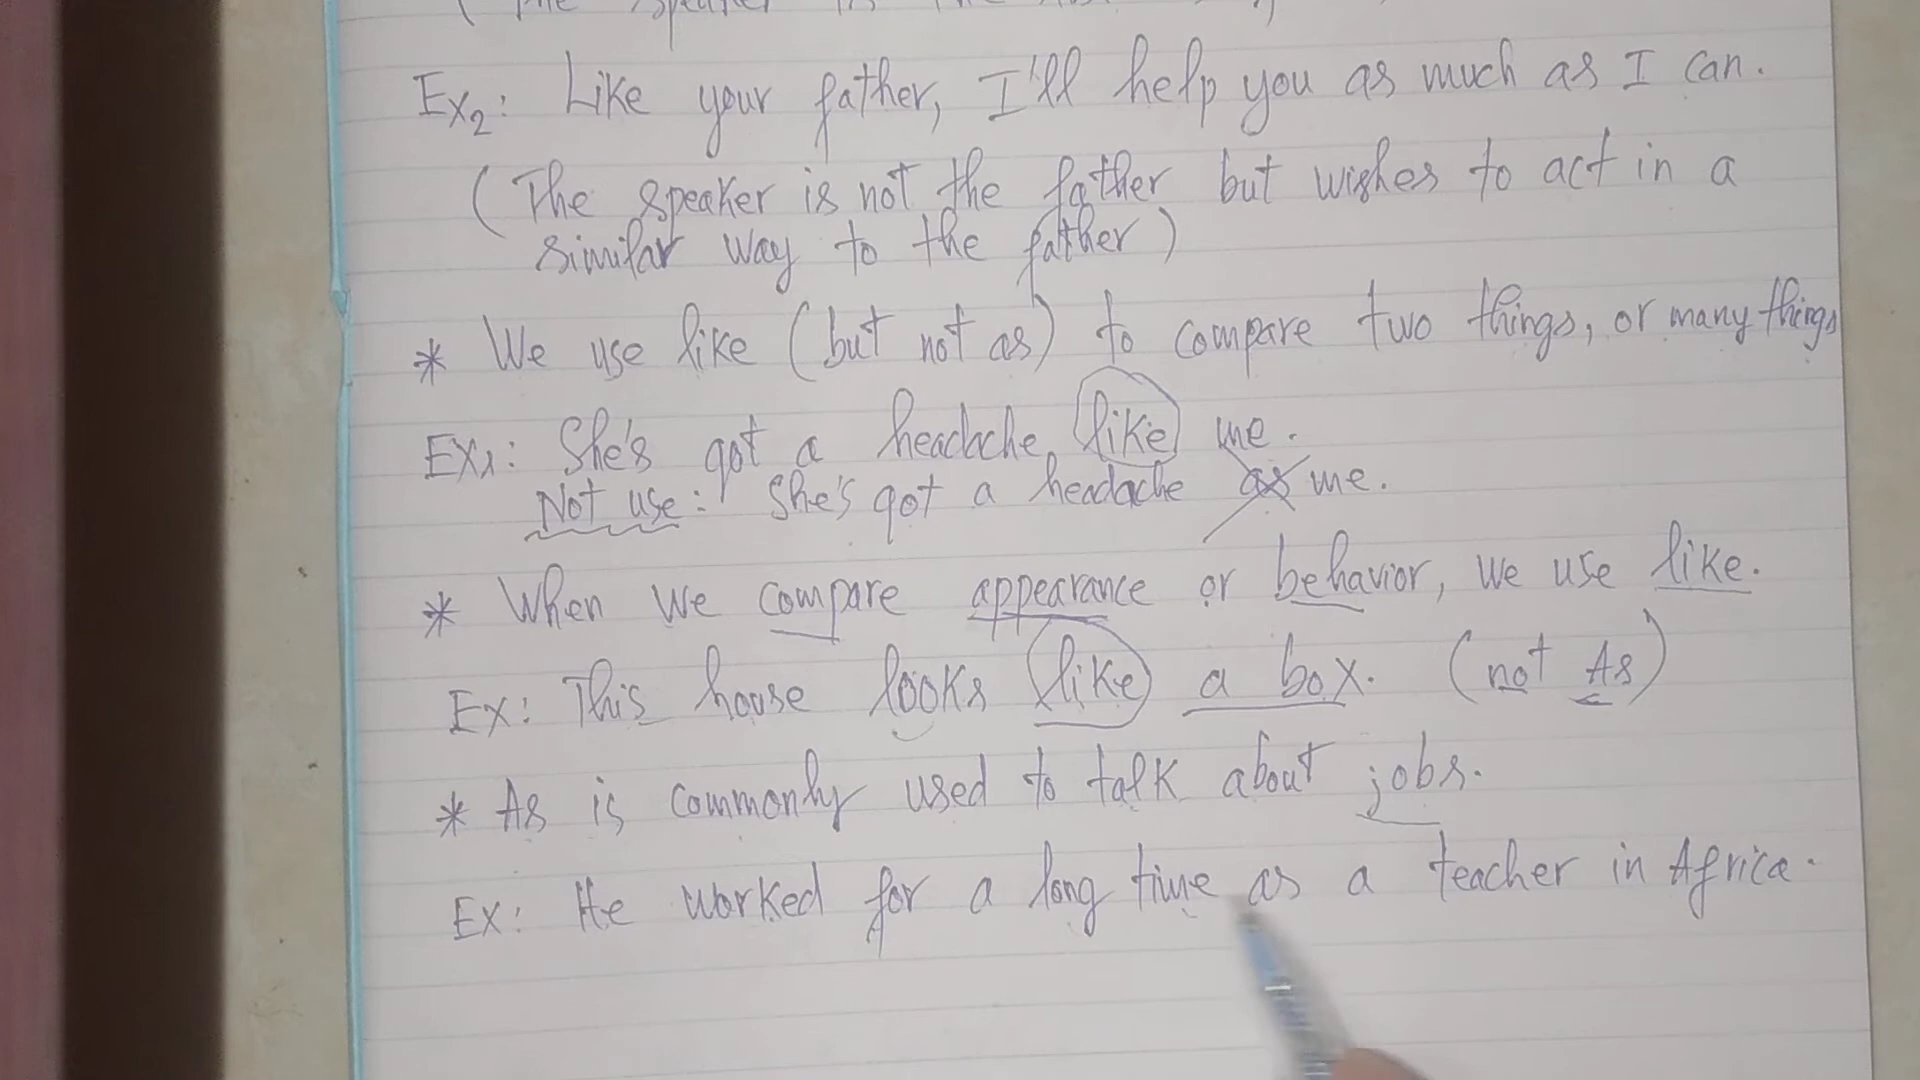 (The speaker is the
Ex2: Like your father, I'll help you as much as I can.
(The speaker is not the father but wishes to act in a
similar way to the father)
* We use like (but not as) to compare two things, or many things
Ex1: She's got a headache like me.
Not use: She's got a headache as me.
* When we compare appearance or behavior, we use like.
Ex: This house looks like a box. (not As)
* As is commonly used to talk about jobs.
Ex: He worked for a long time as a teacher in Africa.